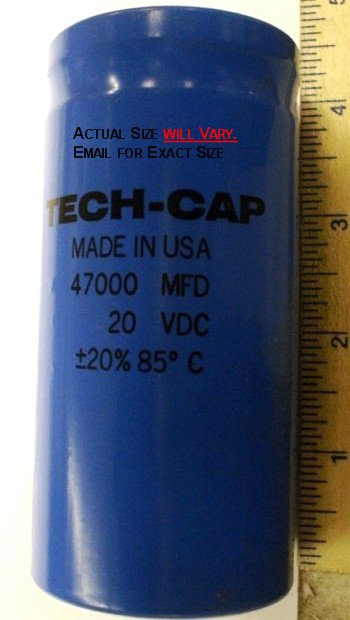 ACTUAL SIZE WILL VARY.
EMAIL FOR EXACT SIZE
TECH-CAP
MADE IN USA
47000 MFD
20 VDC
±20% 85° C
5
4
3
2
1